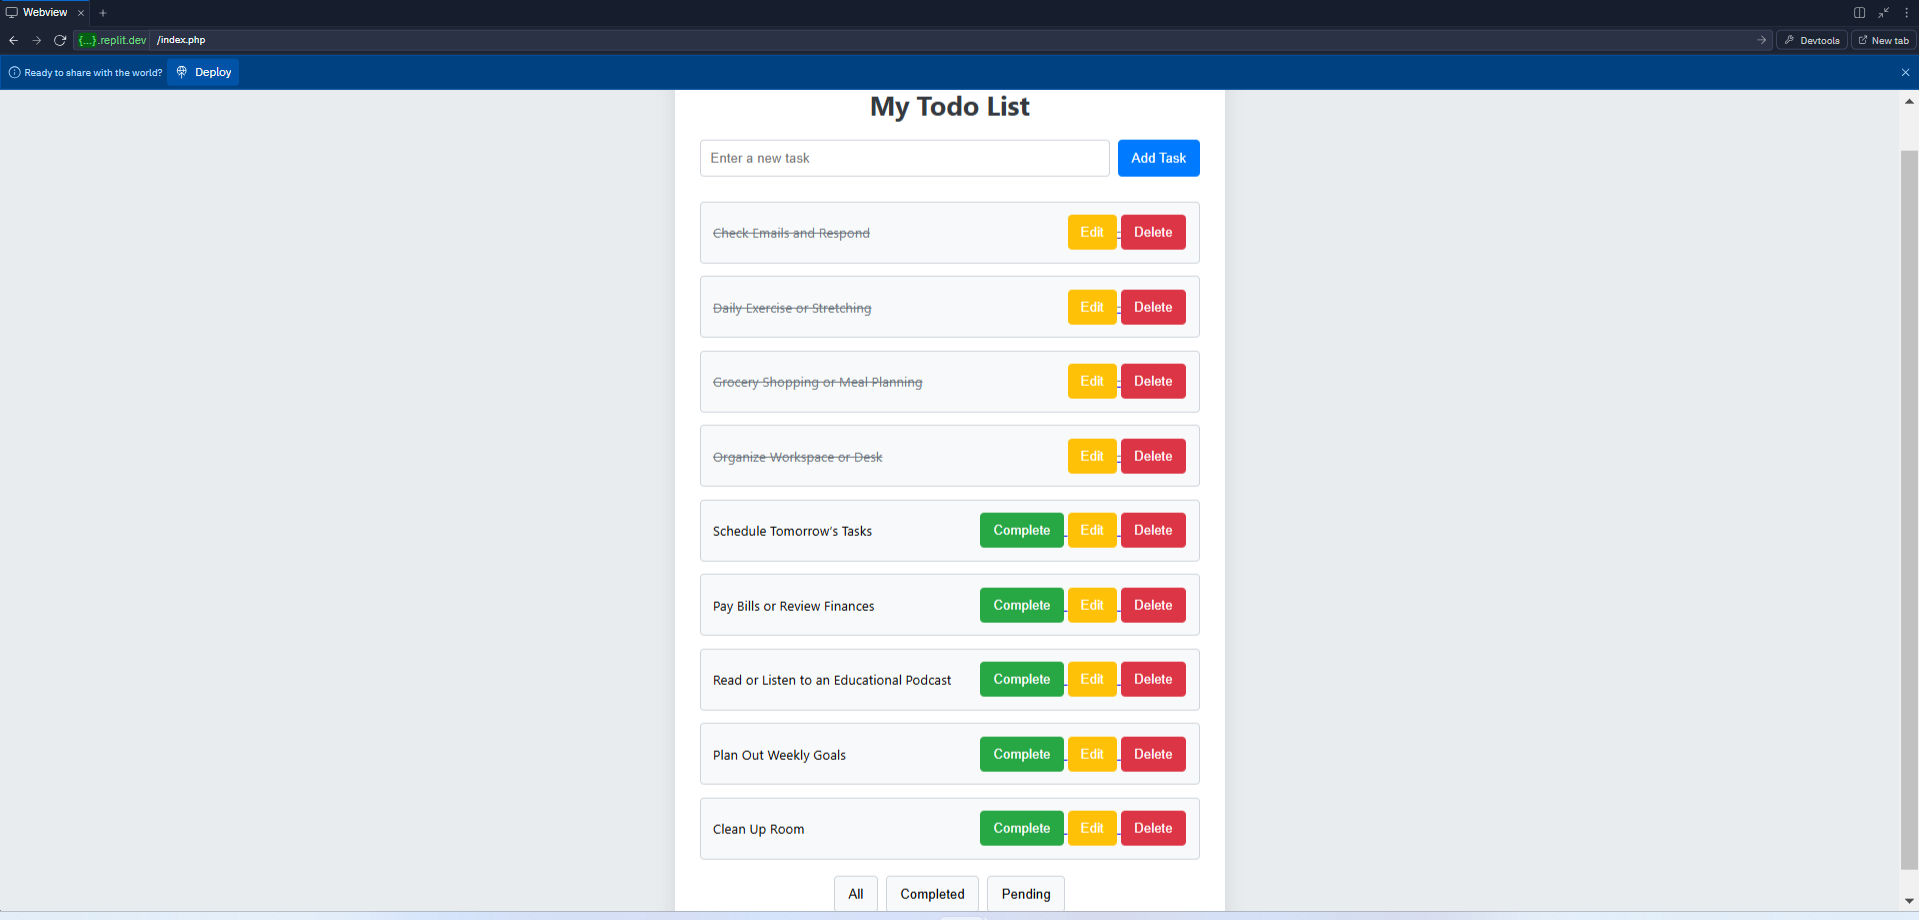 Webview
{...}.replit.dev /index.php Devtools New tab
Ready to share with the world? Deploy
My Todo List
Enter a new task Add Task
Check Emails and Respond Edit Delete
Daily Exercise or Stretching Edit Delete
Grocery Shopping or Meal Planning Edit Delete
Organize Workspace or Desk Edit Delete
Schedule Tomorrow's Tasks Complete Edit Delete
Pay Bills or Review Finances Complete Edit Delete
Read or Listen to an Educational Podcast Complete Edit Delete
Plan Out Weekly Goals Complete Edit Delete
Clean Up Room Complete Edit Delete
All Completed Pending